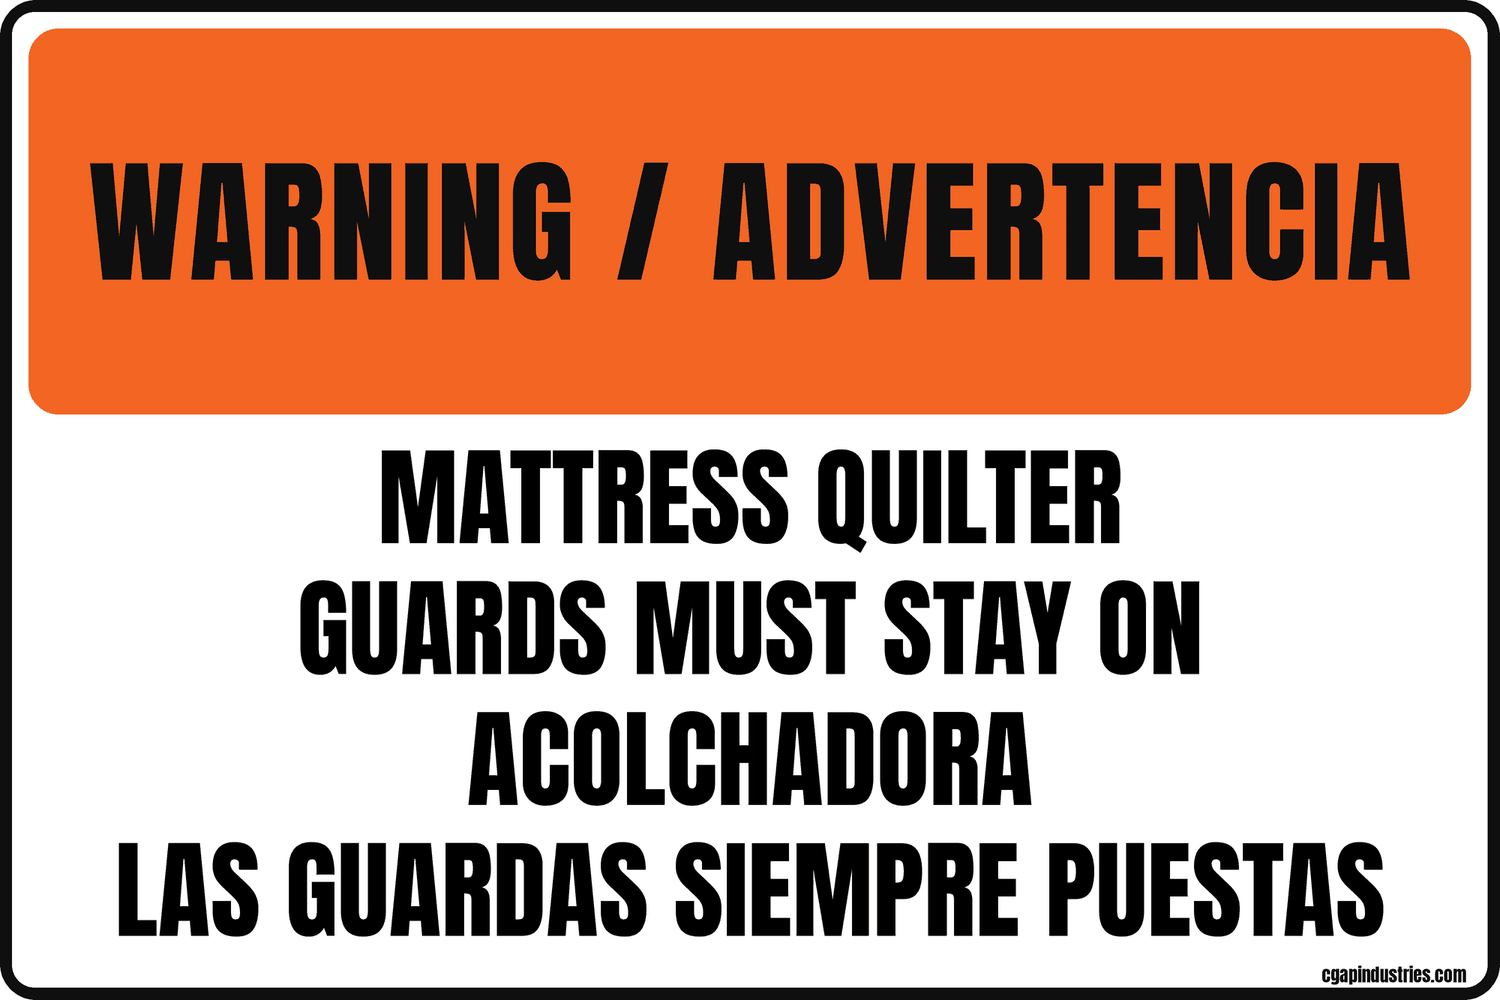 WARNING / ADVERTENCIA
MATTRESS QUILTER
GUARDS MUST STAY ON
ACOLCHADORA
LAS GUARDAS SIEMPRE PUESTAS
cgapindustries.com